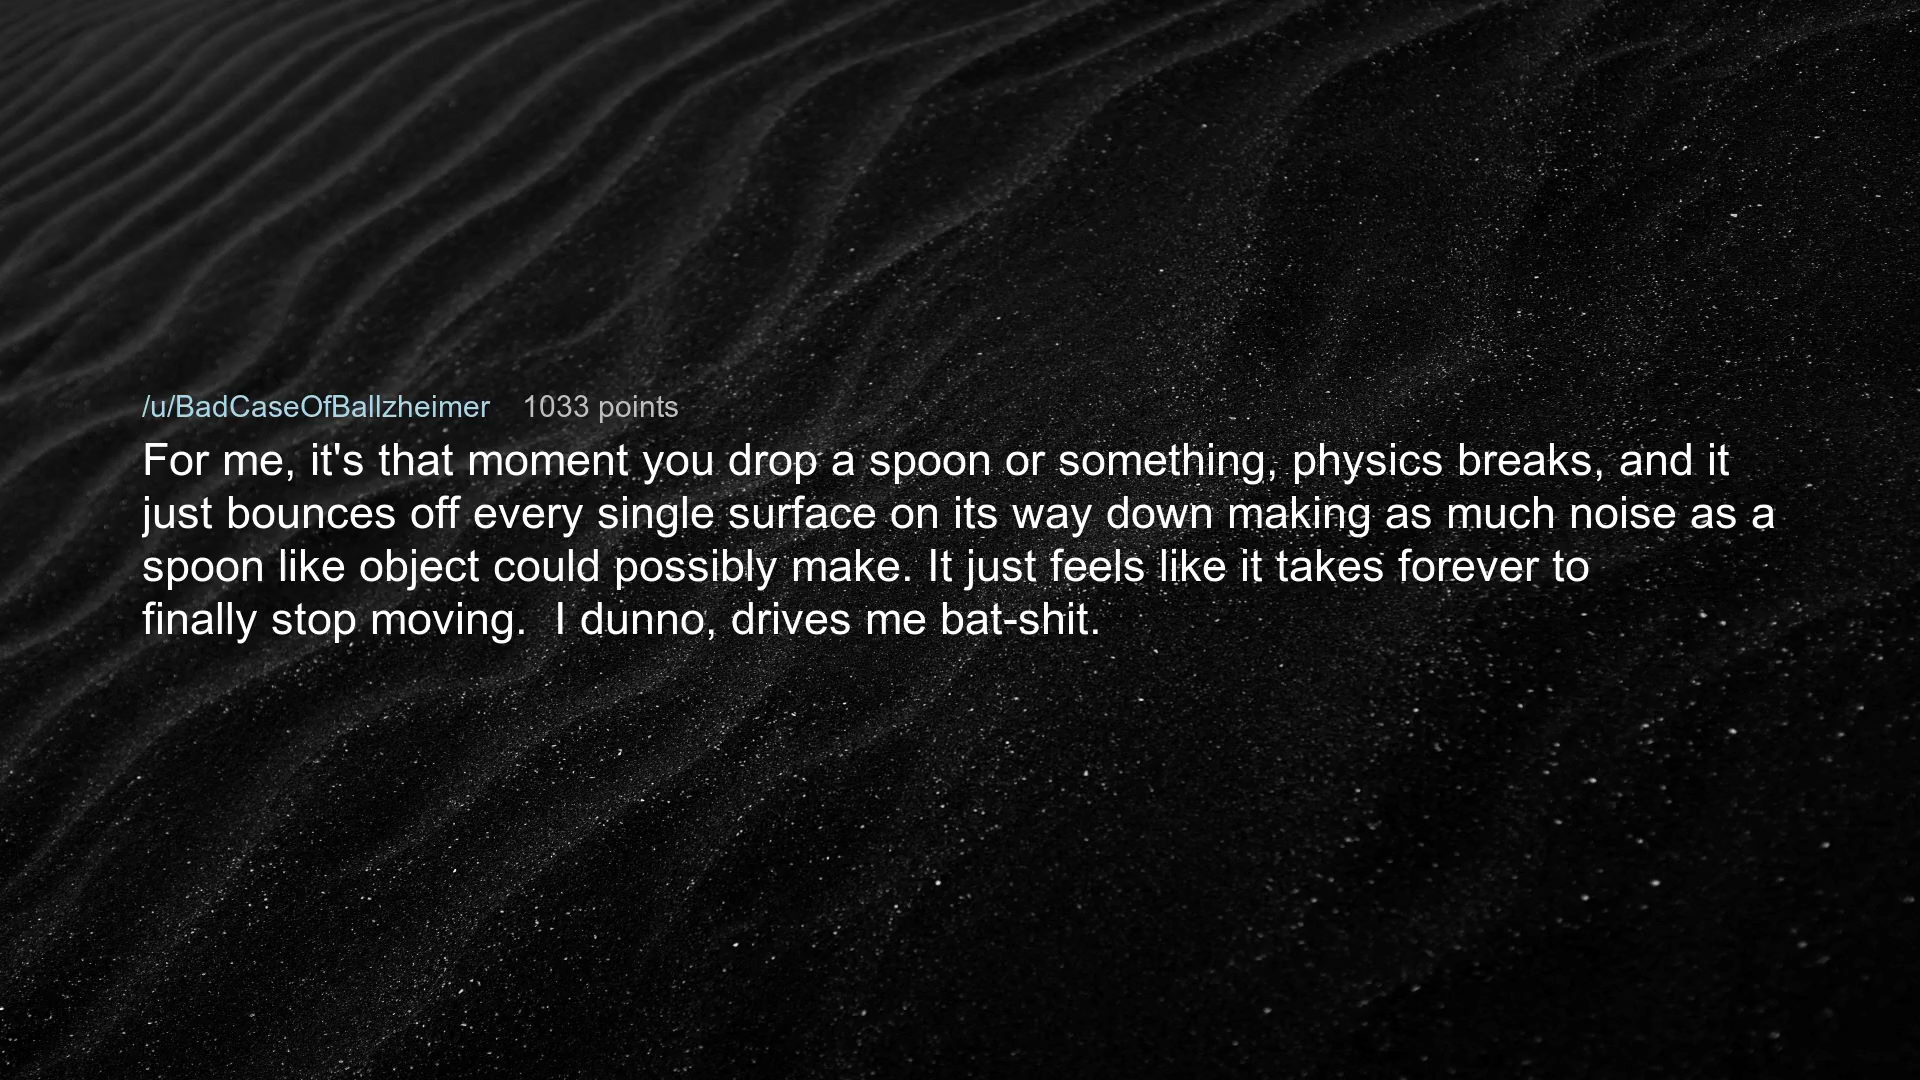 /u/BadCaseOfBallzheimer 1033 points
For me, it's that moment you drop a spoon or something, physics breaks, and it
just bounces off every single surface on its way down making as much noise as a
spoon like object could possibly make. It just feels like it takes forever to
finally stop moving.  I dunno, drives me bat-shit.